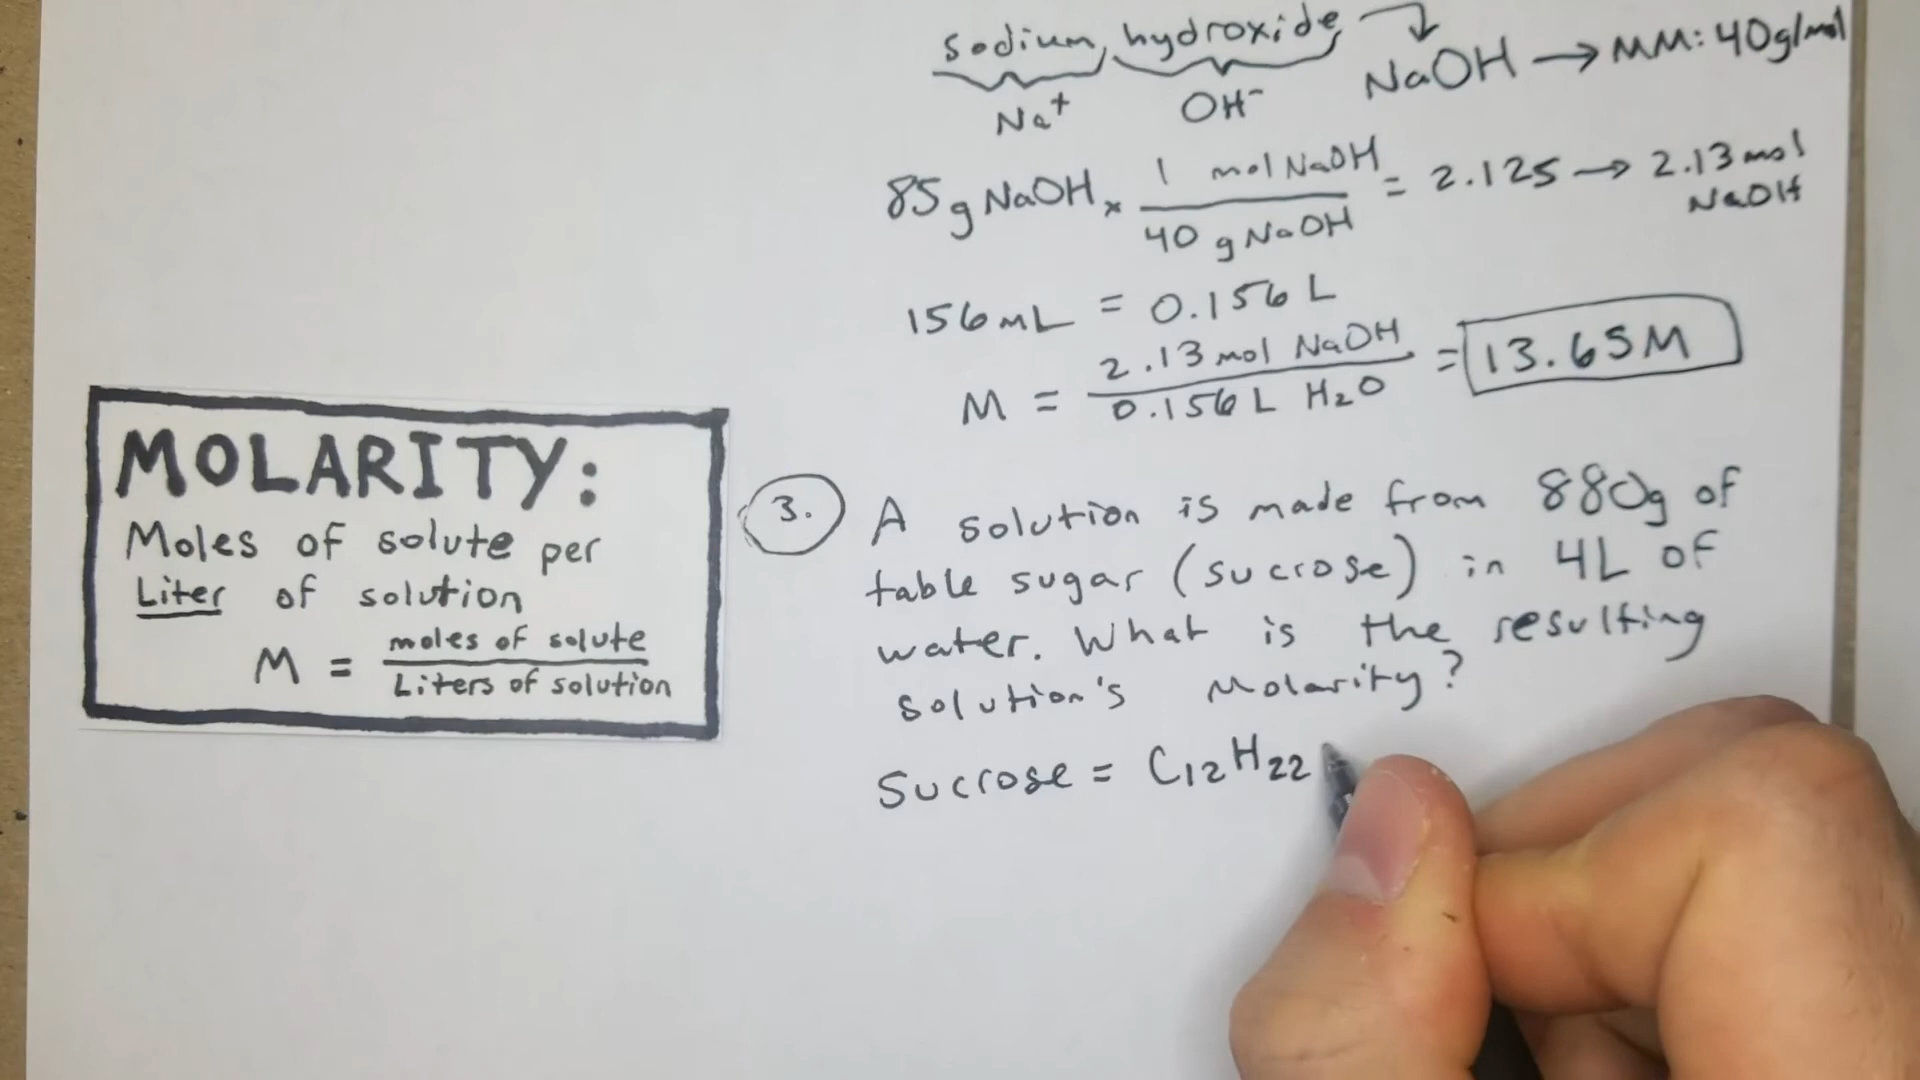 sodium hydroxide → NaOH → MM: 40g/mol
Na⁺ OH⁻
85g NaOH x 1 mol NaOH / 40 g NaOH = 2.125 → 2.13 mol NaOH
156mL = 0.156 L
M = 2.13 mol NaOH / 0.156 L H₂O = 13.65M
MOLARITY:
Moles of solute per
Liter of solution
M = moles of solute / Liters of solution
3. A solution is made from 880g of
table sugar (sucrose) in 4L of
water. What is the resulting
solution's Molarity?
Sucrose = C₁₂H₂₂